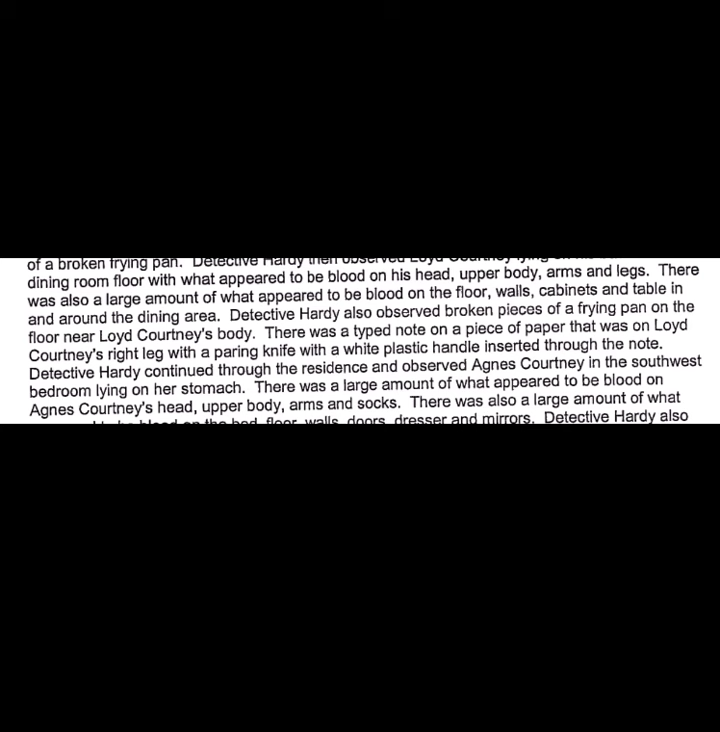 of a broken frying pan. Detective Hardy then observed Loyd Courtney lying on his
dining room floor with what appeared to be blood on his head, upper body, arms and legs. There
was also a large amount of what appeared to be blood on the floor, walls, cabinets and table in
and around the dining area. Detective Hardy also observed broken pieces of a frying pan on the
floor near Loyd Courtney's body. There was a typed note on a piece of paper that was on Loyd
Courtney's right leg with a paring knife with a white plastic handle inserted through the note.
Detective Hardy continued through the residence and observed Agnes Courtney in the southwest
bedroom lying on her stomach. There was a large amount of what appeared to be blood on
Agnes Courtney's head, upper body, arms and socks. There was also a large amount of what
blood on the bed, floor, walls, doors, dresser and mirrors. Detective Hardy also